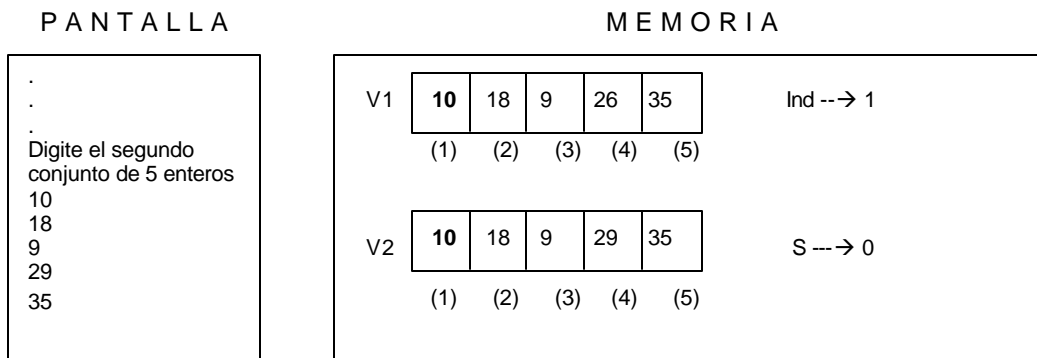 P A N T A L L A
M E M O R I A
.
.
.
Digite el segundo
conjunto de 5 enteros
10
18
9
29
35
V1 10 18 9 26 35 Ind --→ 1
(1) (2) (3) (4) (5)
V2 10 18 9 29 35 S ---→ 0
(1) (2) (3) (4) (5)